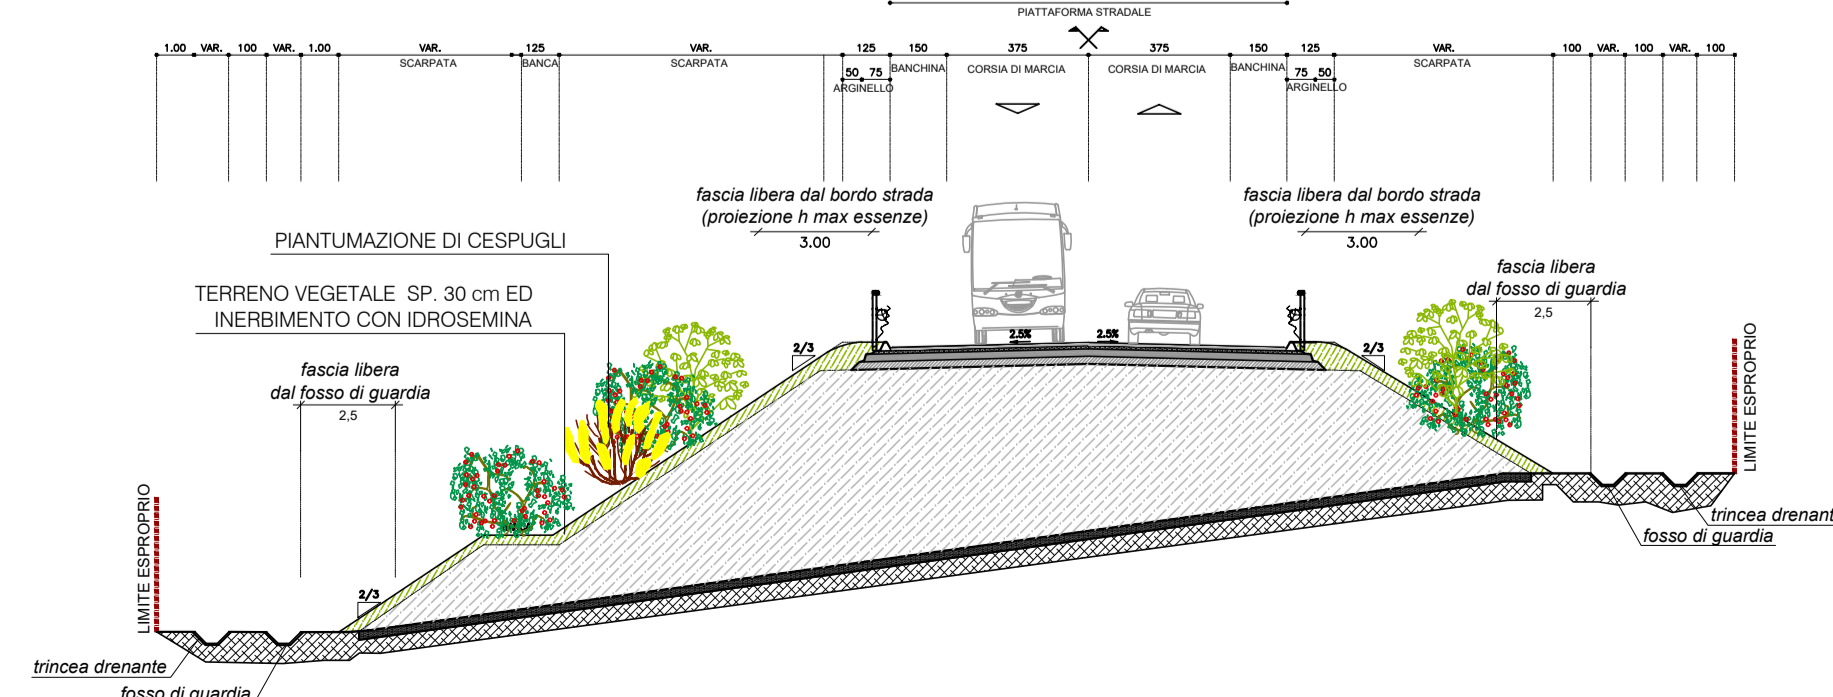 PIATTAFORMA STRADALE
1.00 VAR. 100 VAR. 1.00 VAR. 125 VAR. 125 150 375 375 150 125 VAR. 100 VAR. 100 VAR. 100
SCARPATA BANCA SCARPATA BANCHINA CORSIA DI MARCIA CORSIA DI MARCIA BANCHINA SCARPATA
50 75 75 50
ARGINELLO ARGINELLO
fascia libera dal bordo strada
(proiezione h max essenze)
3.00
fascia libera dal bordo strada
(proiezione h max essenze)
3.00
PIANTUMAZIONE DI CESPUGLI
TERRENO VEGETALE SP. 30 cm ED
INERBIMENTO CON IDROSEMINA
fascia libera
dal fosso di guardia
2,5
fascia libera
dal fosso di guardia
2,5
2.5% 2.5%
2/3
2/3
2/3
LIMITE ESPROPRIO
LIMITE ESPROPRIO
trincea drenant
fosso di guardia
trincea drenante
fosso di guardia